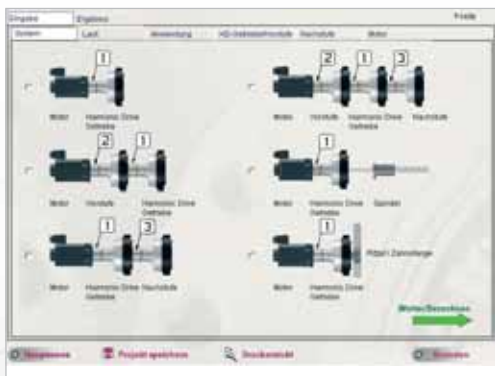 Eingabe Ergebnis Ende
System Last Anwendung HD-Getriebe Vorstufe Nachstufe Motor
1
Motor Harmonic Drive Getriebe
2 1 3
Motor Vorstufe Harmonic Drive Getriebe Nachstufe
2 1
Motor Vorstufe Harmonic Drive Getriebe
1
Motor Harmonic Drive Getriebe Spindel
1 3
Motor Harmonic Drive Getriebe Nachstufe
1
Motor Harmonic Drive Getriebe Ritzel / Zahnstange
Weiter/Berechnen
Projekt speichern
Druckansicht
Beenden